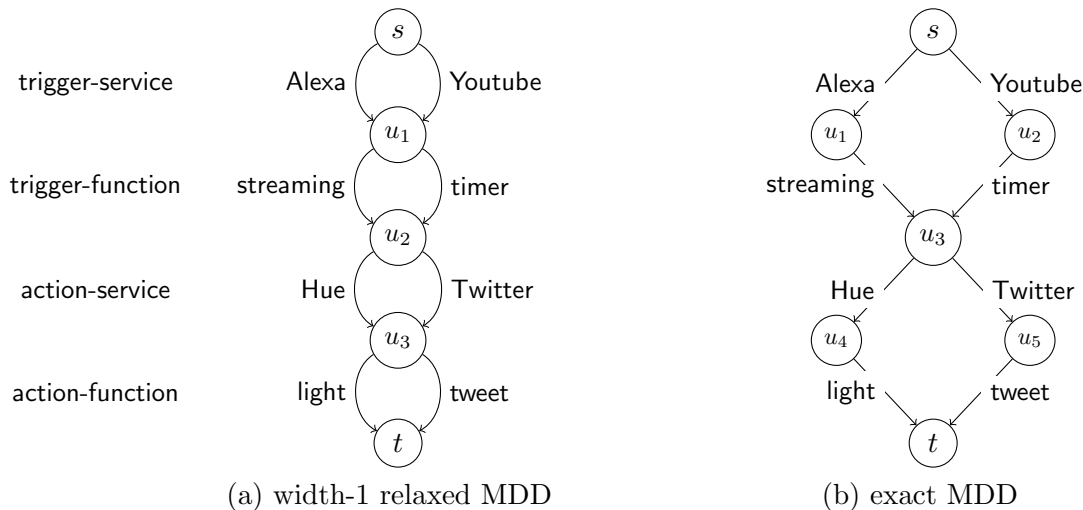 s s
trigger-service Alexa Youtube Alexa Youtube
u₁ u₁ u₂
trigger-function streaming timer streaming timer
u₂ u₃
action-service Hue Twitter Hue Twitter
u₃ u₄ u₅
action-function light tweet light tweet
t t
(a) width-1 relaxed MDD (b) exact MDD